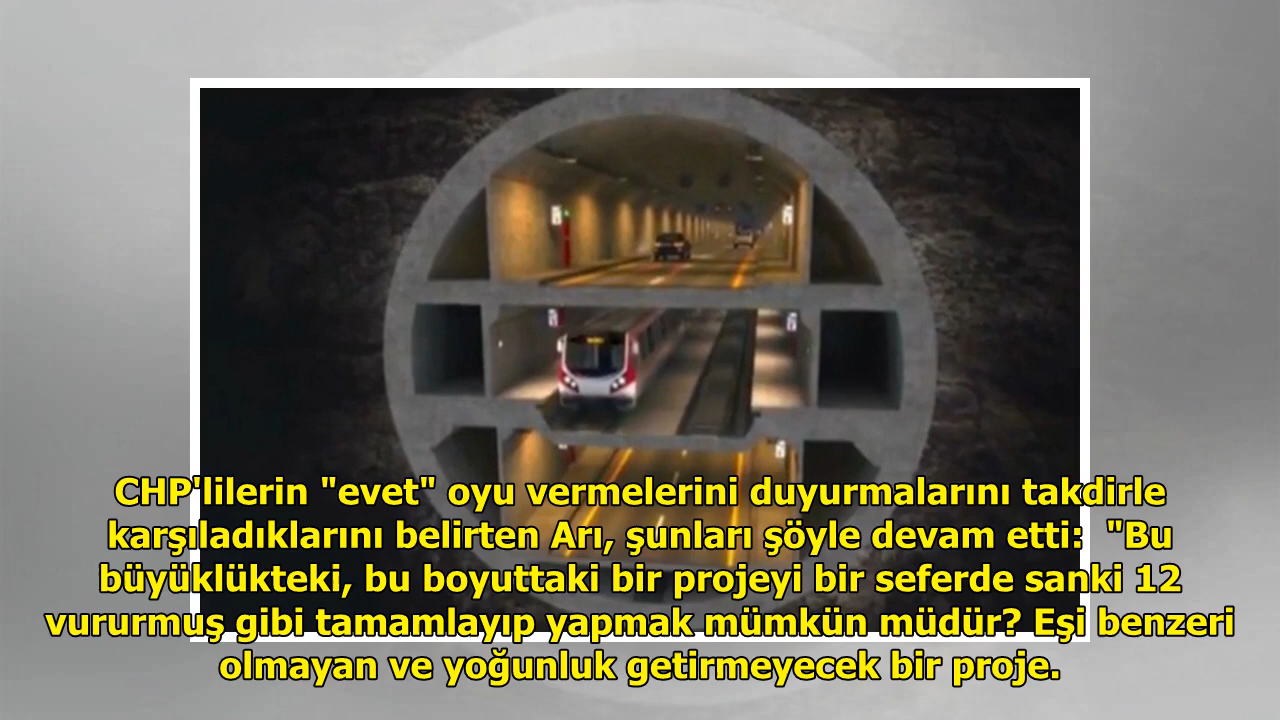 CHP'lilerin "evet" oyu vermelerini duyurmalarını takdirle
karşıladıklarını belirten Arı, şunları şöyle devam etti:  "Bu
büyüklükteki, bu boyuttaki bir projeyi bir seferde sanki 12
vururmuş gibi tamamlayıp yapmak mümkün müdür? Eşi benzeri
olmayan ve yoğunluk getirmeyecek bir proje.